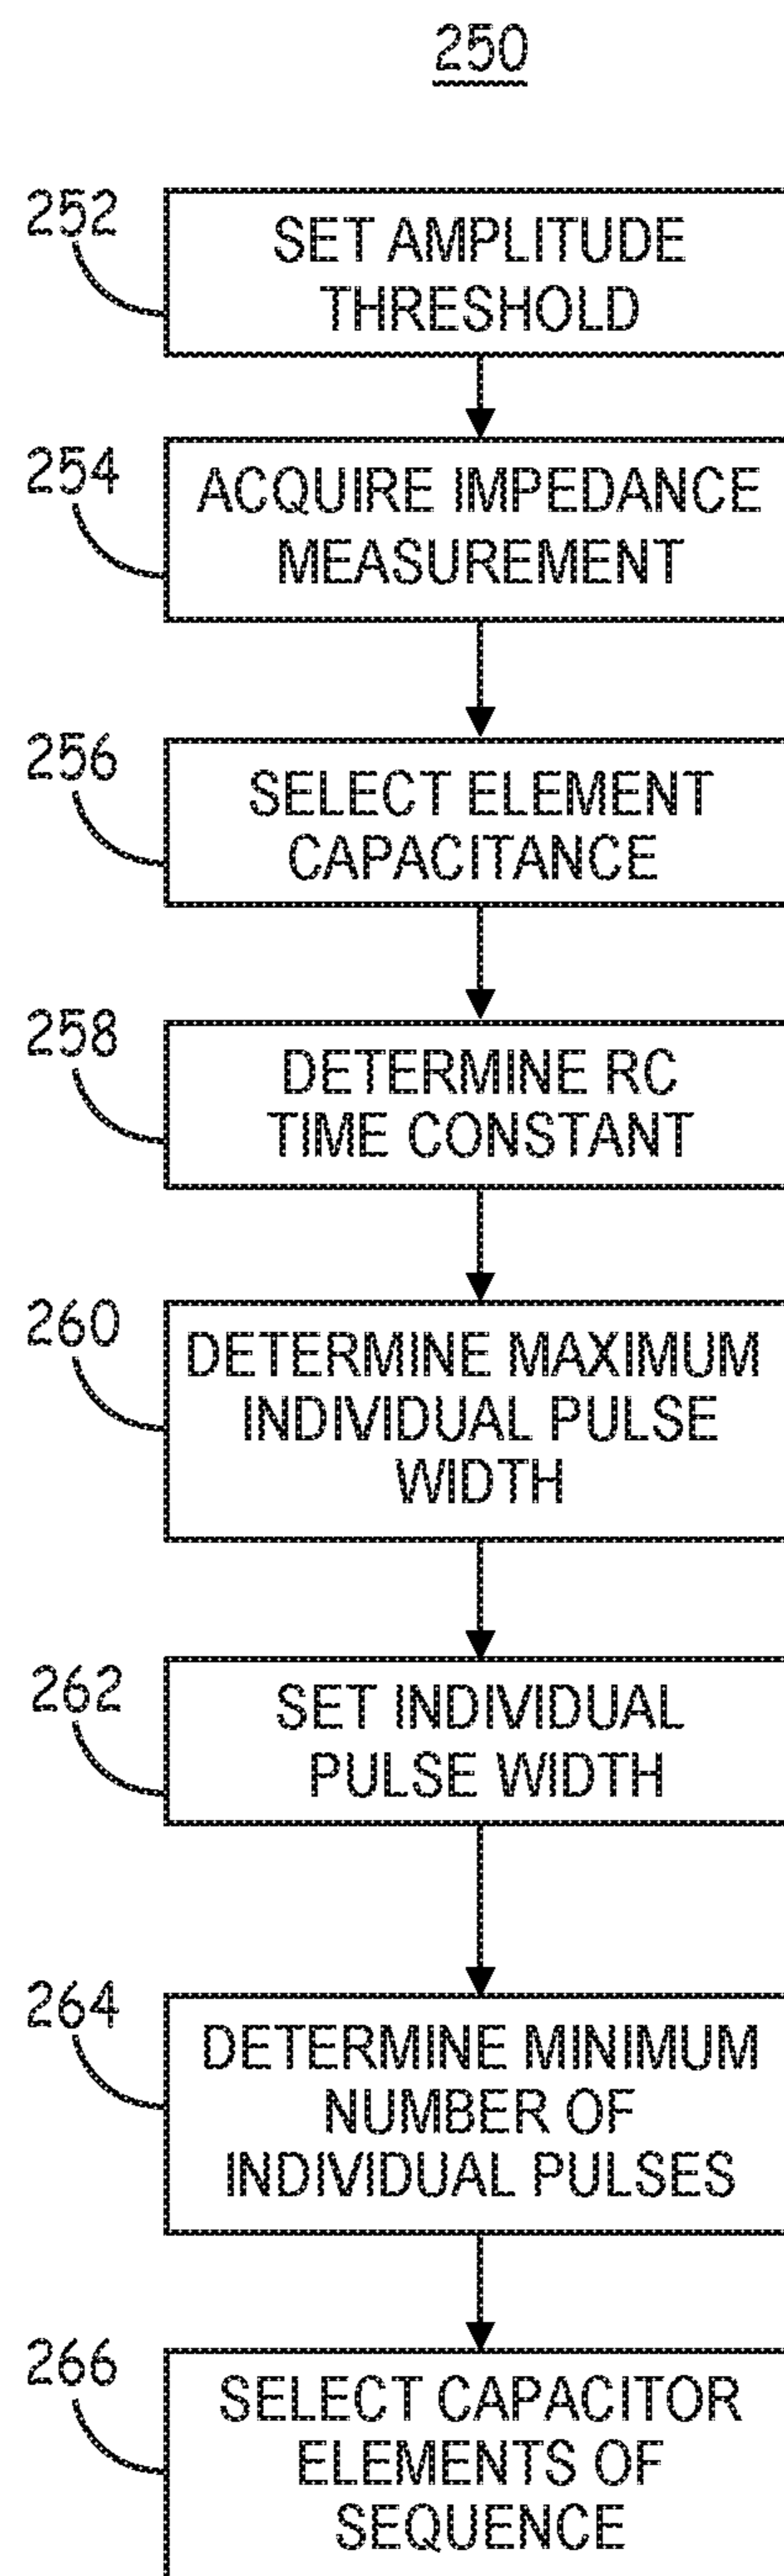 250
252
SET AMPLITUDE
THRESHOLD
254
ACQUIRE IMPEDANCE
MEASUREMENT
256
SELECT ELEMENT
CAPACITANCE
258
DETERMINE RC
TIME CONSTANT
260
DETERMINE MAXIMUM
INDIVIDUAL PULSE
WIDTH
262
SET INDIVIDUAL
PULSE WIDTH
264
DETERMINE MINIMUM
NUMBER OF
INDIVIDUAL PULSES
266
SELECT CAPACITOR
ELEMENTS OF
SEQUENCE